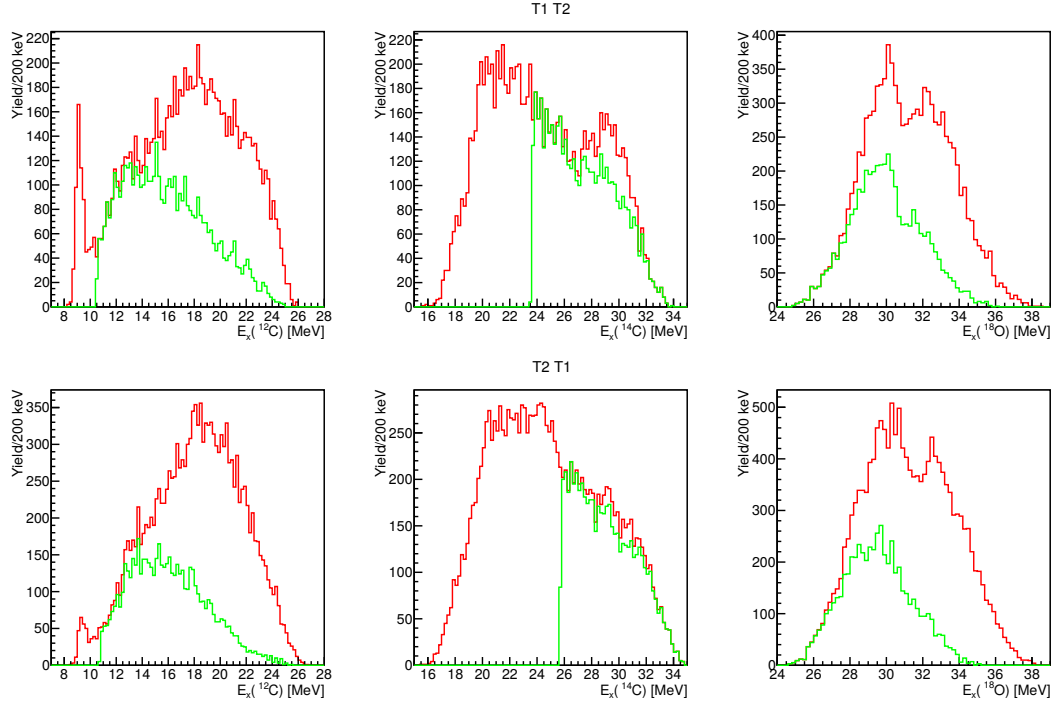 T1 T2
Yield/200 keV
220
200
180
160
140
120
100
80
60
40
20
0
8 10 12 14 16 18 20 22 24 26 28
E_x(^12C) [MeV]
Yield/200 keV
220
200
180
160
140
120
100
80
60
40
20
0
16 18 20 22 24 26 28 30 32 34
E_x(^14C) [MeV]
Yield/200 keV
400
350
300
250
200
150
100
50
0
24 26 28 30 32 34 36 38
E_x(^18O) [MeV]
T2 T1
Yield/200 keV
350
300
250
200
150
100
50
0
8 10 12 14 16 18 20 22 24 26 28
E_x(^12C) [MeV]
Yield/200 keV
250
200
150
100
50
0
16 18 20 22 24 26 28 30 32 34
E_x(^14C) [MeV]
Yield/200 keV
500
400
300
200
100
0
24 26 28 30 32 34 36 38
E_x(^18O) [MeV]